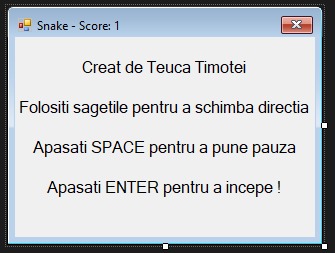 Snake - Score: 1
Creat de Teuca Timotei
Folositi sagetile pentru a schimba directia
Apasati SPACE pentru a pune pauza
Apasati ENTER pentru a incepe !